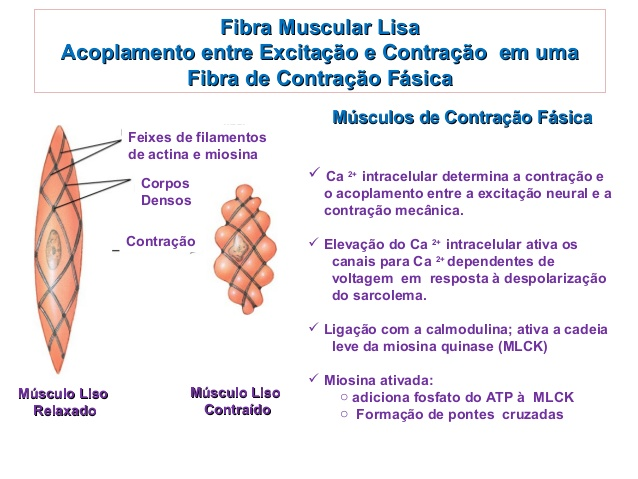 Fibra Muscular Lisa
Acoplamento entre Excitação e Contração em uma
Fibra de Contração Fásica
Músculos de Contração Fásica
Feixes de filamentos
de actina e miosina
Corpos
Densos
Contração
Músculo Liso
Relaxado
Músculo Liso
Contraído
✓ Ca 2+ intracelular determina a contração e
o acoplamento entre a excitação neural e a
contração mecânica.
✓ Elevação do Ca 2+ intracelular ativa os
canais para Ca 2+ dependentes de
voltagem em resposta à despolarização
do sarcolema.
✓ Ligação com a calmodulina; ativa a cadeia
leve da miosina quinase (MLCK)
✓ Miosina ativada:
o adiciona fosfato do ATP à MLCK
o Formação de pontes cruzadas